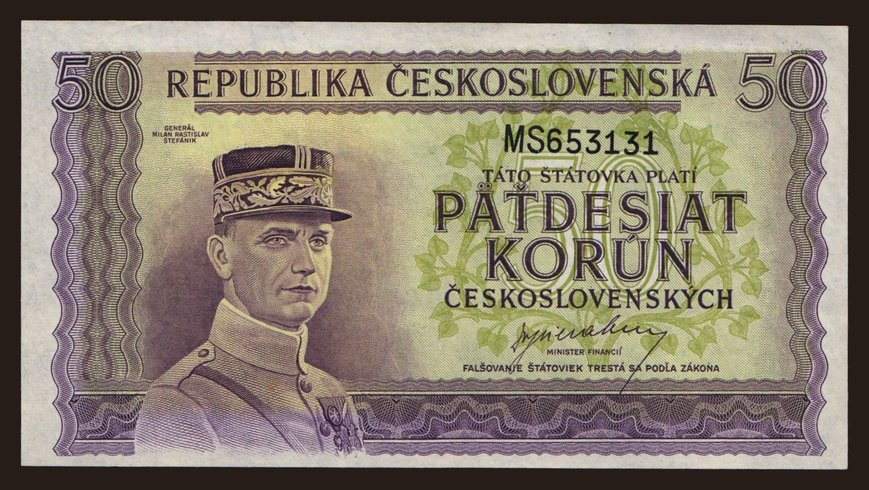 50 REPUBLIKA ČESKOSLOVENSKÁ 50
GENERÁL
MILAN RASTISLAV
ŠTEFÁNIK
MS653131
50
TÁTO ŠTÁTOVKA PLATÍ
PÄŤDESIAT
KORÚN
ČESKOSLOVENSKÝCH
MINISTER FINANCIÍ
FALŠOVANIE ŠTÁTOVIEK TRESTÁ SA PODĽA ZÁKONA